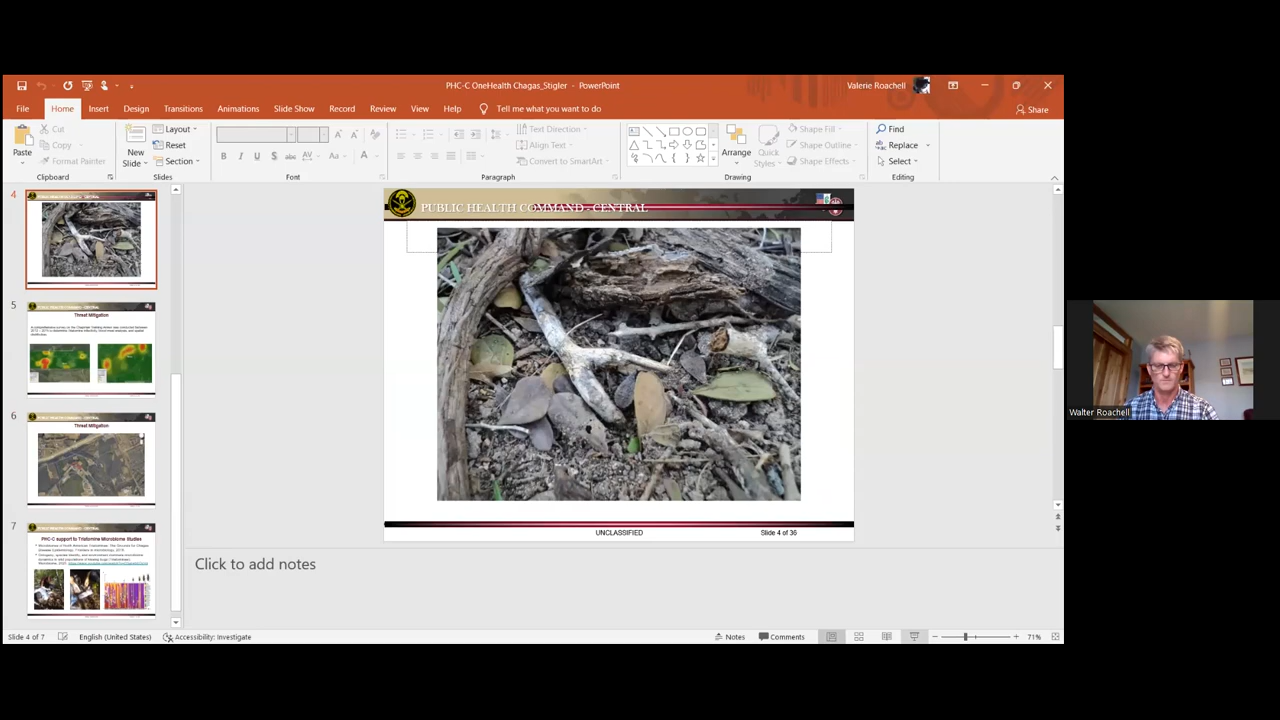 PHC-C OneHealth Chagas_Stigler - PowerPoint
Valerie Roachell
File Home Insert Design Transitions Animations Slide Show Record Review View Help Tell me what you want to do
Share
Paste
Cut
Copy
Format Painter
Clipboard
New Slide
Layout
Reset
Section
Slides
Font
Text Direction
Align Text
Convert to SmartArt
Paragraph
Arrange
Quick Styles
Shape Fill
Shape Outline
Shape Effects
Drawing
Find
Replace
Select
Editing
4
5
Threat Mitigation
6
Threat Mitigation
7
PHC-C support to Triatomine Microbiome Studies
PUBLIC HEALTH COMMAND - CENTRAL
UNCLASSIFIED
Slide 4 of 36
Click to add notes
Slide 4 of 7
English (United States)
Accessibility: Investigate
Notes
Comments
71%
Walter Roachell